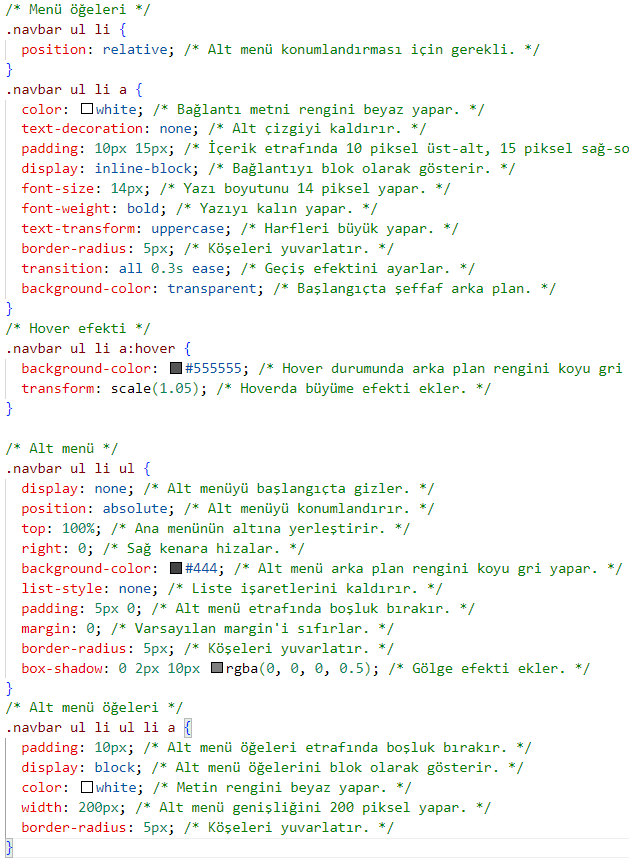 /* Menü öğeleri */
.navbar ul li {
position: relative; /* Alt menü konumlandırması için gerekli. */
}
.navbar ul li a {
color: white; /* Bağlantı metni rengini beyaz yapar. */
text-decoration: none; /* Alt çizgiyi kaldırır. */
padding: 10px 15px; /* İçerik etrafında 10 piksel üst-alt, 15 piksel sağ-so
display: inline-block; /* Bağlantıyı blok olarak gösterir. */
font-size: 14px; /* Yazı boyutunu 14 piksel yapar. */
font-weight: bold; /* Yazıyı kalın yapar. */
text-transform: uppercase; /* Harfleri büyük yapar. */
border-radius: 5px; /* Köşeleri yuvarlatır. */
transition: all 0.3s ease; /* Geçiş efektini ayarlar. */
background-color: transparent; /* Başlangıçta şeffaf arka plan. */
}
/* Hover efekti */
.navbar ul li a:hover {
background-color: #555555; /* Hover durumunda arka plan rengini koyu gri
transform: scale(1.05); /* Hoverda büyüme efekti ekler. */
}
/* Alt menü */
.navbar ul li ul {
display: none; /* Alt menüyü başlangıçta gizler. */
position: absolute; /* Alt menüyü konumlandırır. */
top: 100%; /* Ana menünün altına yerleştirir. */
right: 0; /* Sağ kenara hizalar. */
background-color: #444; /* Alt menü arka plan rengini koyu gri yapar. */
list-style: none; /* Liste işaretlerini kaldırır. */
padding: 5px 0; /* Alt menü etrafında boşluk bırakır. */
margin: 0; /* Varsayılan margin'i sıfırlar. */
border-radius: 5px; /* Köşeleri yuvarlatır. */
box-shadow: 0 2px 10px rgba(0, 0, 0, 0.5); /* Gölge efekti ekler. */
}
/* Alt menü öğeleri */
.navbar ul li ul li a {
padding: 10px; /* Alt menü öğeleri etrafında boşluk bırakır. */
display: block; /* Alt menü öğelerini blok olarak gösterir. */
color: white; /* Metin rengini beyaz yapar. */
width: 200px; /* Alt menü genişliğini 200 piksel yapar. */
border-radius: 5px; /* Köşeleri yuvarlatır. */
}